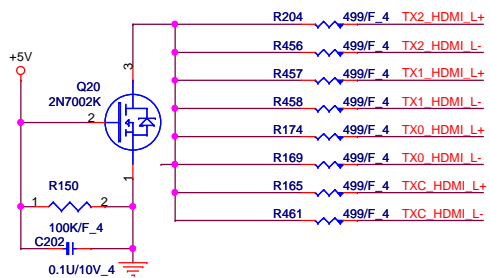 R204 499/F_4 TX2_HDMI_L+
R456 499/F_4 TX2_HDMI_L-
+5V
R457 499/F_4 TX1_HDMI_L+
Q20
3
2N7002K
R458 499/F_4 TX1_HDMI_L-
2
R174 499/F_4 TX0_HDMI_L+
R169 499/F_4 TX0_HDMI_L-
1
R150
R165 499/F_4 TXC_HDMI_L+
1 2
R461 499/F_4 TXC_HDMI_L-
100K/F_4
C202
0.1U/10V_4